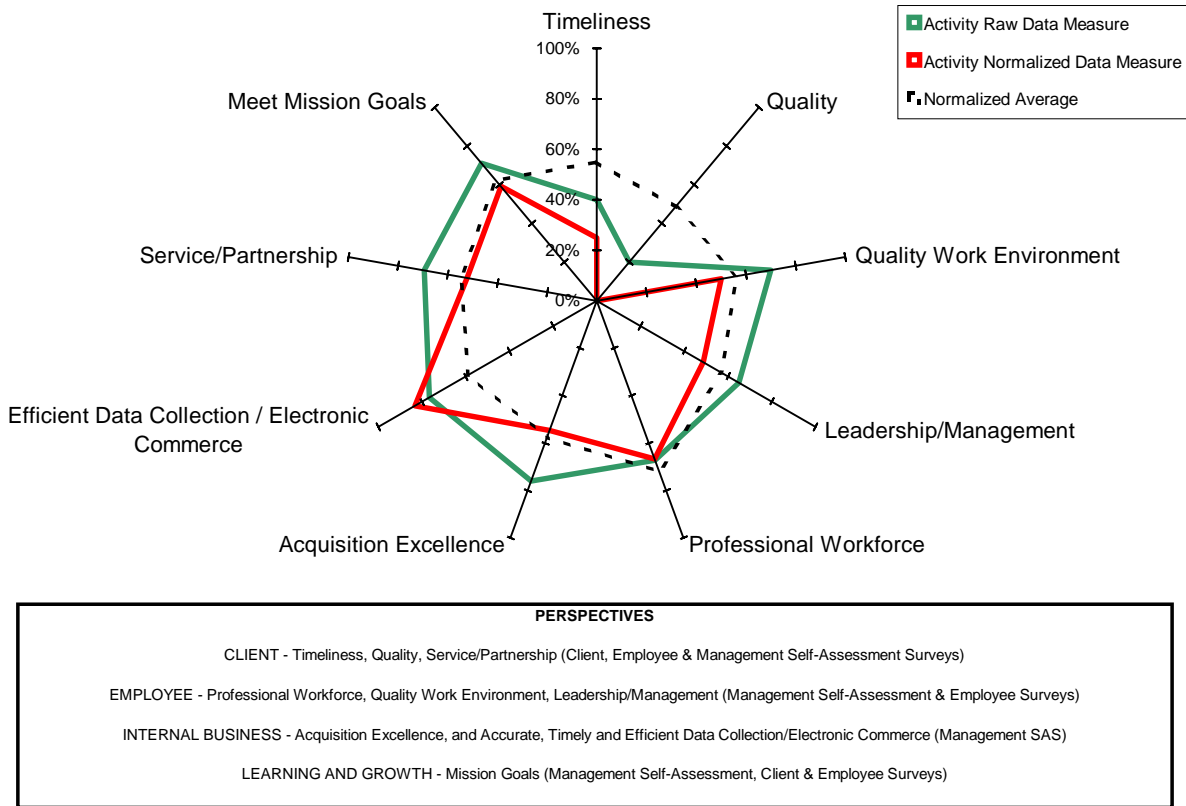 Timeliness
100%
80%
60%
40%
20%
0%
Quality
Quality Work Environment
Leadership/Management
Professional Workforce
Acquisition Excellence
Efficient Data Collection / Electronic
Commerce
Service/Partnership
Meet Mission Goals
Activity Raw Data Measure
Activity Normalized Data Measure
Normalized Average
PERSPECTIVES
CLIENT - Timeliness, Quality, Service/Partnership (Client, Employee & Management Self-Assessment Surveys)
EMPLOYEE - Professional Workforce, Quality Work Environment, Leadership/Management (Management Self-Assessment & Employee Surveys)
INTERNAL BUSINESS - Acquisition Excellence, and Accurate, Timely and Efficient Data Collection/Electronic Commerce (Management SAS)
LEARNING AND GROWTH - Mission Goals (Management Self-Assessment, Client & Employee Surveys)